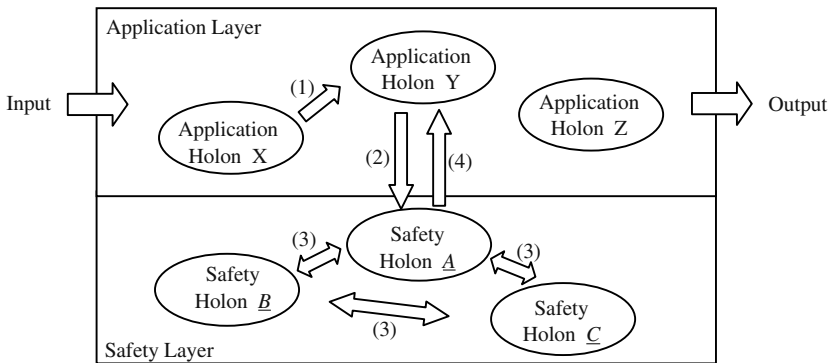 Application Layer
Application
Holon Y
(1)
Input
Application
Holon X
Application
Holon Z
Output
(2)
(4)
Safety
Holon A
(3)
(3)
Safety
Holon B
Safety
Holon C
(3)
Safety Layer